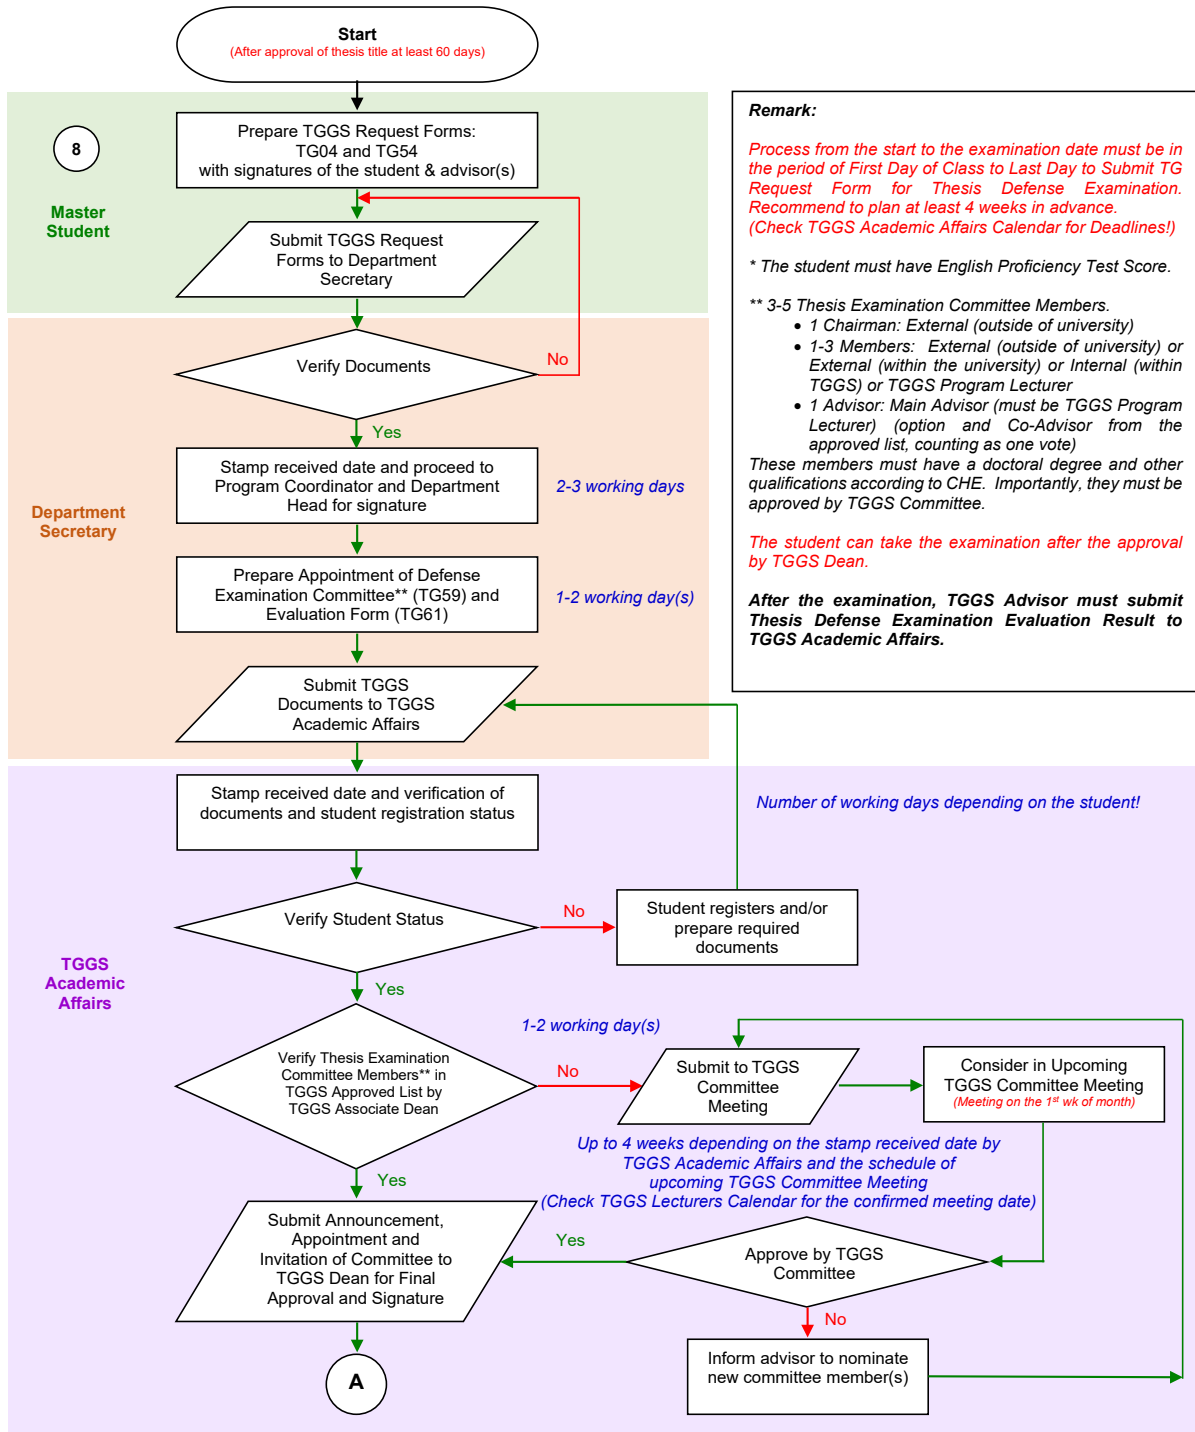 Start
(After approval of thesis title at least 60 days)
8
Master
Student
Prepare TGGS Request Forms:
TG04 and TG54
with signatures of the student & advisor(s)
Submit TGGS Request
Forms to Department
Secretary
Verify Documents
No
Yes
Department
Secretary
Stamp received date and proceed to
Program Coordinator and Department
Head for signature
2-3 working days
Prepare Appointment of Defense
Examination Committee** (TG59) and
Evaluation Form (TG61)
1-2 working day(s)
Submit TGGS
Documents to TGGS
Academic Affairs
Remark:
Process from the start to the examination date must be in
the period of First Day of Class to Last Day to Submit TG
Request Form for Thesis Defense Examination.
Recommend to plan at least 4 weeks in advance.
(Check TGGS Academic Affairs Calendar for Deadlines!)
* The student must have English Proficiency Test Score.
** 3-5 Thesis Examination Committee Members.
• 1 Chairman: External (outside of university)
• 1-3 Members: External (outside of university) or
External (within the university) or Internal (within
TGGS) or TGGS Program Lecturer
• 1 Advisor: Main Advisor (must be TGGS Program
Lecturer) (option and Co-Advisor from the
approved list, counting as one vote)
These members must have a doctoral degree and other
qualifications according to CHE. Importantly, they must be
approved by TGGS Committee.
The student can take the examination after the approval
by TGGS Dean.
After the examination, TGGS Advisor must submit
Thesis Defense Examination Evaluation Result to
TGGS Academic Affairs.
Stamp received date and verification of
documents and student registration status
Number of working days depending on the student!
Verify Student Status
No
Student registers and/or
prepare required
documents
TGGS
Academic
Affairs
Yes
1-2 working day(s)
Verify Thesis Examination
Committee Members** in
TGGS Approved List by
TGGS Associate Dean
No
Submit to TGGS
Committee
Meeting
Consider in Upcoming
TGGS Committee Meeting
(Meeting on the 1st wk of month)
Up to 4 weeks depending on the stamp received date by
TGGS Academic Affairs and the schedule of
upcoming TGGS Committee Meeting
(Check TGGS Lecturers Calendar for the confirmed meeting date)
Yes
Submit Announcement,
Appointment and
Invitation of Committee to
TGGS Dean for Final
Approval and Signature
Yes
Approve by TGGS
Committee
No
Inform advisor to nominate
new committee member(s)
A